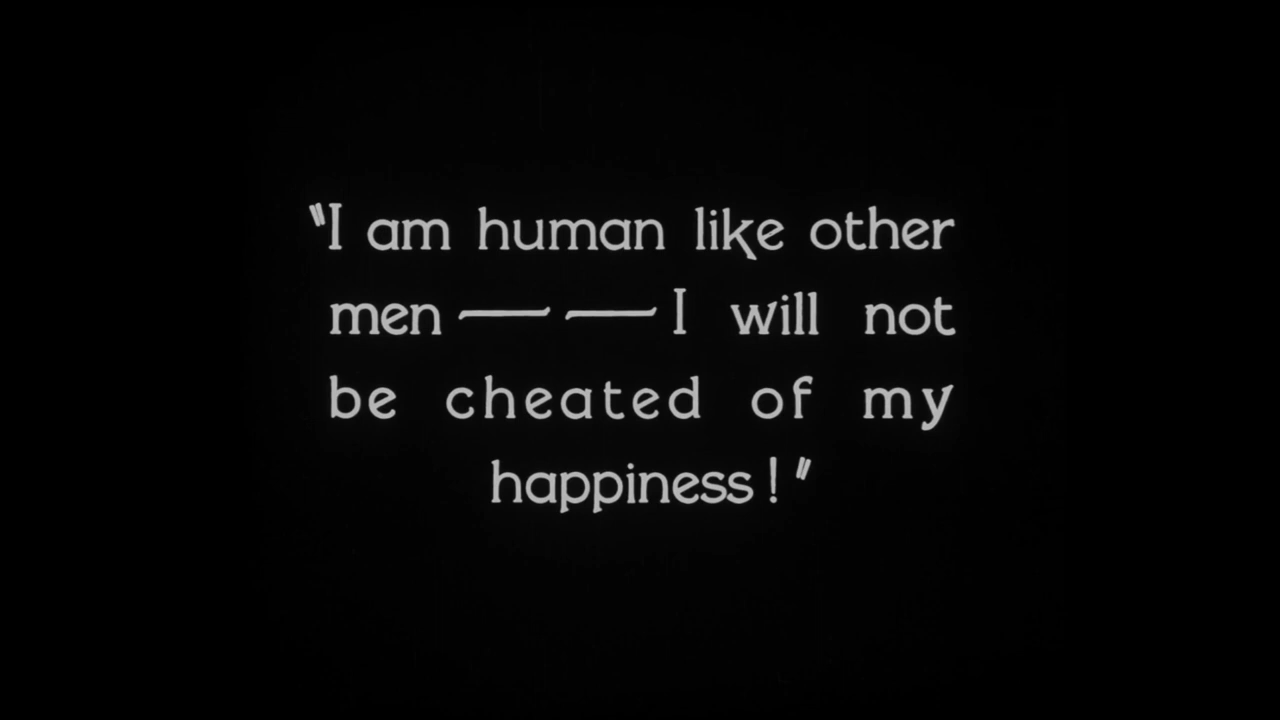 "I am human like other
men — — I will not
be cheated of my
happiness!"